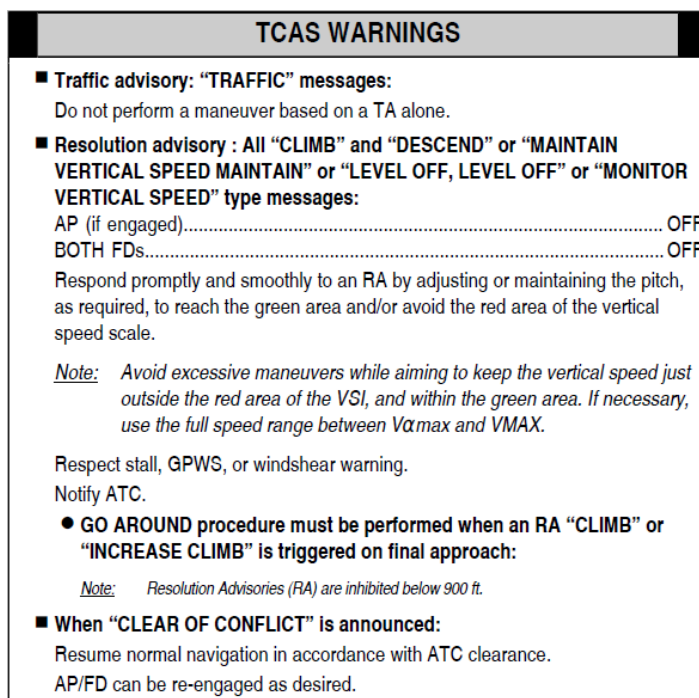 TCAS WARNINGS
■ Traffic advisory: “TRAFFIC” messages:
Do not perform a maneuver based on a TA alone.
■ Resolution advisory : All “CLIMB” and “DESCEND” or “MAINTAIN
VERTICAL SPEED MAINTAIN” or “LEVEL OFF, LEVEL OFF” or “MONITOR
VERTICAL SPEED” type messages:
AP (if engaged)........................................................................................... OFF
BOTH FDs................................................................................................... OFF
Respond promptly and smoothly to an RA by adjusting or maintaining the pitch,
as required, to reach the green area and/or avoid the red area of the vertical
speed scale.
Note: Avoid excessive maneuvers while aiming to keep the vertical speed just
outside the red area of the VSI, and within the green area. If necessary,
use the full speed range between Vαmax and VMAX.
Respect stall, GPWS, or windshear warning.
Notify ATC.
● GO AROUND procedure must be performed when an RA “CLIMB” or
“INCREASE CLIMB” is triggered on final approach:
Note: Resolution Advisories (RA) are inhibited below 900 ft.
■ When “CLEAR OF CONFLICT” is announced:
Resume normal navigation in accordance with ATC clearance.
AP/FD can be re-engaged as desired.